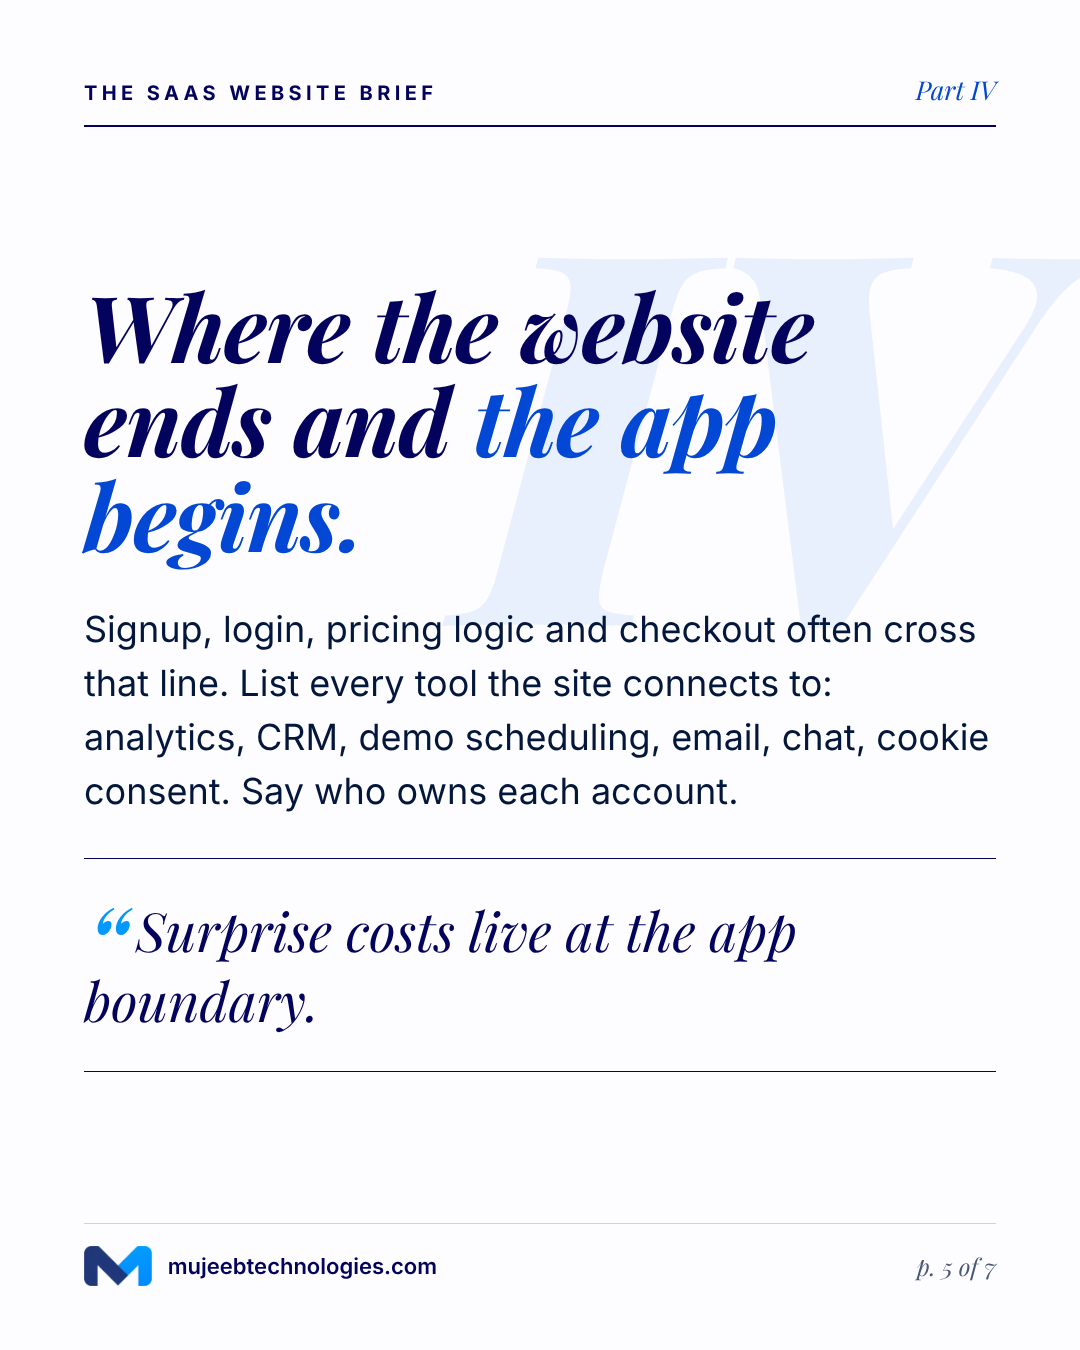 THE SAAS WEBSITE BRIEF
Part IV
IV
Where the website
ends and the app
begins.
Signup, login, pricing logic and checkout often cross
that line. List every tool the site connects to:
analytics, CRM, demo scheduling, email, chat, cookie
consent. Say who owns each account.
“Surprise costs live at the app
boundary.
mujeebtechnologies.com
p. 5 of 7